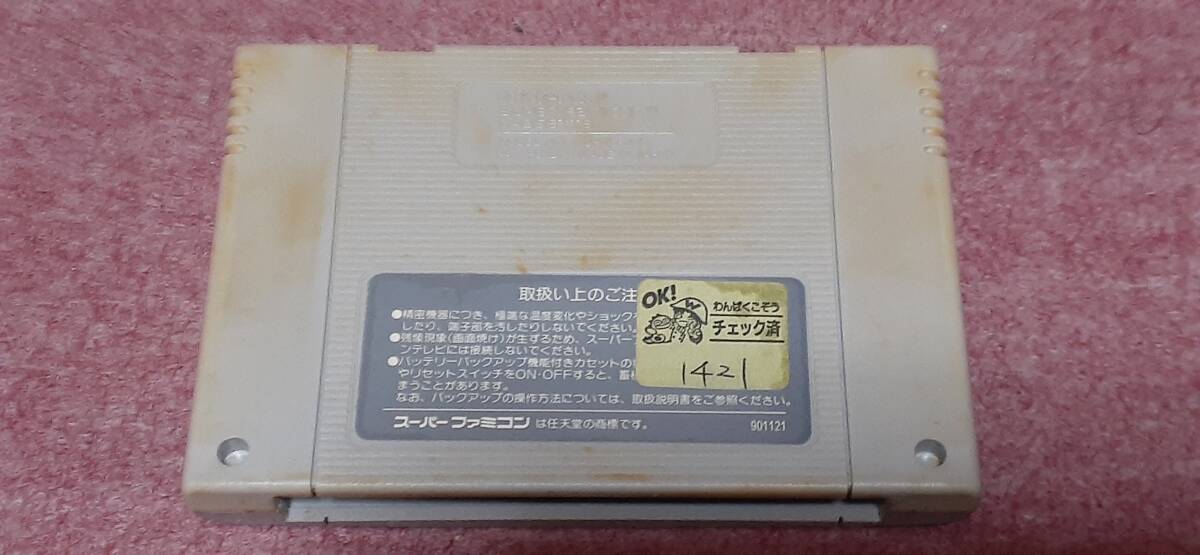 取扱い上のご注
●精密機器につき、極端な温度変化やショックを
したり、端子部を汚したりしないでください。
●残像現象(画面焼け)が生ずるため、スーパーフ
ンテレビには接続しないでください。
●バッテリーバックアップ機能付きカセットの
やリセットスイッチをON・OFFすると、蓄
まうことがあります。
なお、バックアップの操作方法については、取扱説明書をご参照ください。
スーパーファミコン は任天堂の商標です。
901121
OK!
わんぱくこぞう
チェック済
1421